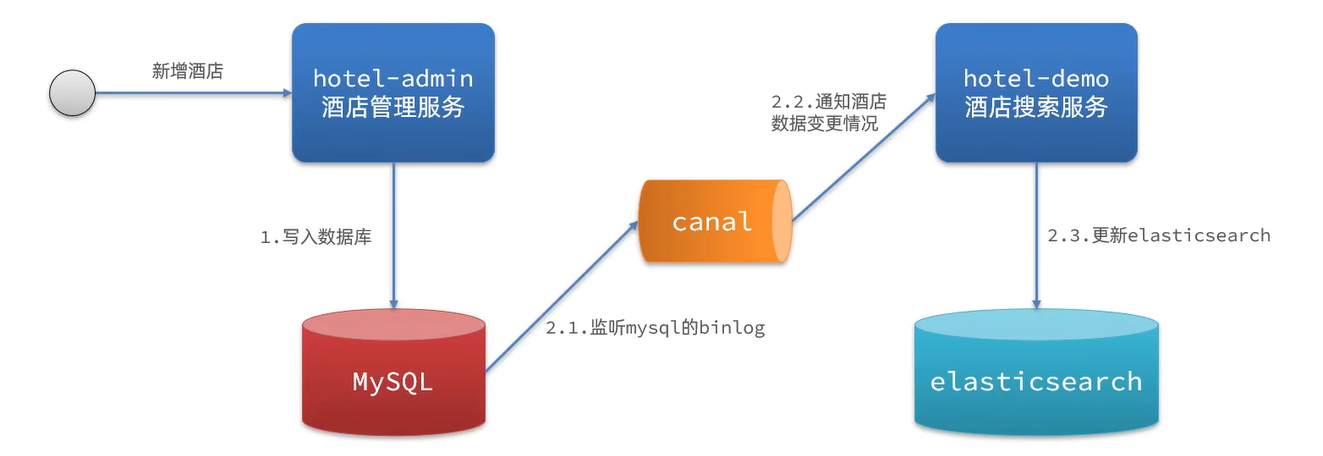 新增酒店
hotel-admin
酒店管理服务
1.写入数据库
MySQL
2.1.监听mysql的binlog
canal
2.2.通知酒店
数据变更情况
hotel-demo
酒店搜索服务
2.3.更新elasticsearch
elasticsearch